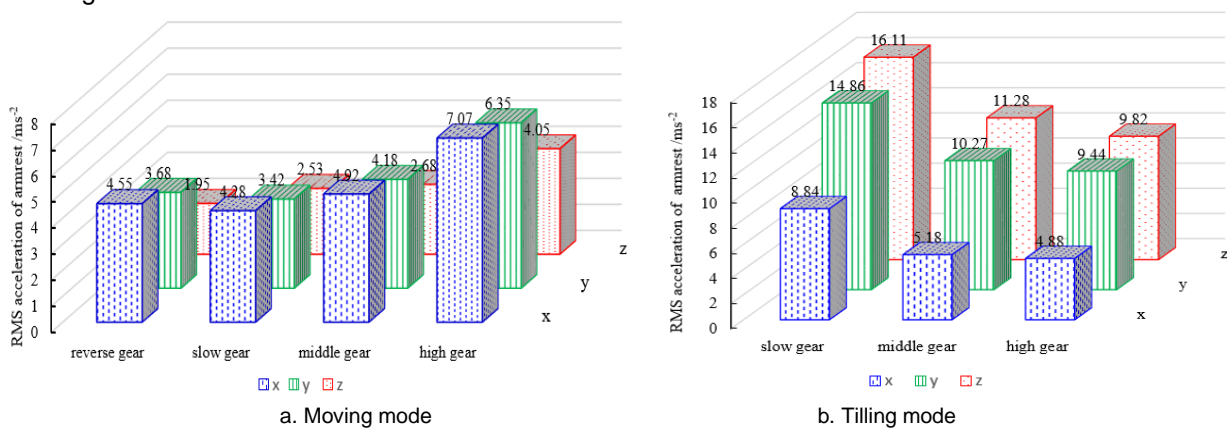 RMS acceleration of armrest /ms-2
8
7
6
5
4
3
2
1
0
4.55
3.68
1.95
4.28
3.42
2.53
4.92
4.18
2.68
7.07
6.35
4.05
reverse gear
slow gear
middle gear
high gear
x
y
z
x y z
a. Moving mode
RMS acceleration of armrest /ms-2
18
16
14
12
10
8
6
4
2
0
8.84
14.86
16.11
5.18
10.27
11.28
4.88
9.44
9.82
slow gear
middle gear
high gear
x
y
z
x y z
b. Tilling mode